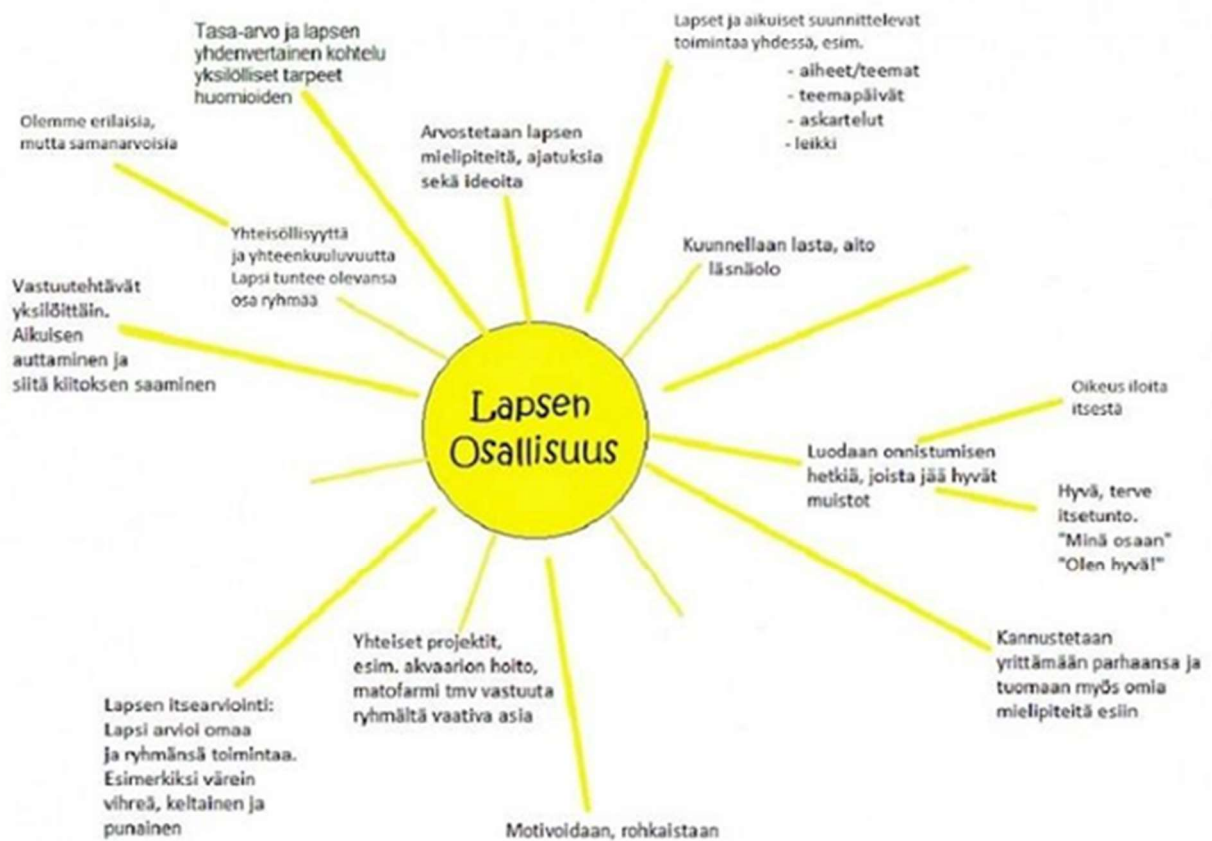 Tasa-arvo ja lapsen
yhdenvertainen kohtelu
yksilölliset tarpeet
huomioiden
Lapset ja aikuiset suunnittelevat
toimintaa yhdessä, esim.
- aiheet/teemat
- teemapäivät
- askartelut
- leikki
Olemme erilaisia,
mutta samanarvoisia
Arvostetaan lapsen
mielipiteitä, ajatuksia
sekä ideoita
Yhteisöllisyyttä
ja yhteenkuuluvuutta
Lapsi tuntee olevansa
osa ryhmää
Kuunnellaan lasta, aito
läsnäolo
Vastuutehtävät
yksilöittäin.
Aikuisen
auttaminen ja
siitä kiitoksen saaminen
Lapsen
Osallisuus
Oikeus iloita
itsestä
Luodaan onnistumisen
hetkiä, joista jää hyvät
muistot
Hyvä, terve
itsetunto.
"Minä osaan"
"Olen hyvä!"
Kannustetaan
yrittämään parhaansa ja
tuomaan myös omia
mielipiteitä esiin
Yhteiset projektit,
esim. akvaarion hoito,
matofarmi tmv vastuuta
ryhmältä vaativa asia
Lapsen itsearviointi:
Lapsi arvioi omaa
ja ryhmänsä toimintaa.
Esimerkiksi värein
vihreä, keltainen ja
punainen
Motivoidaan, rohkaistaan